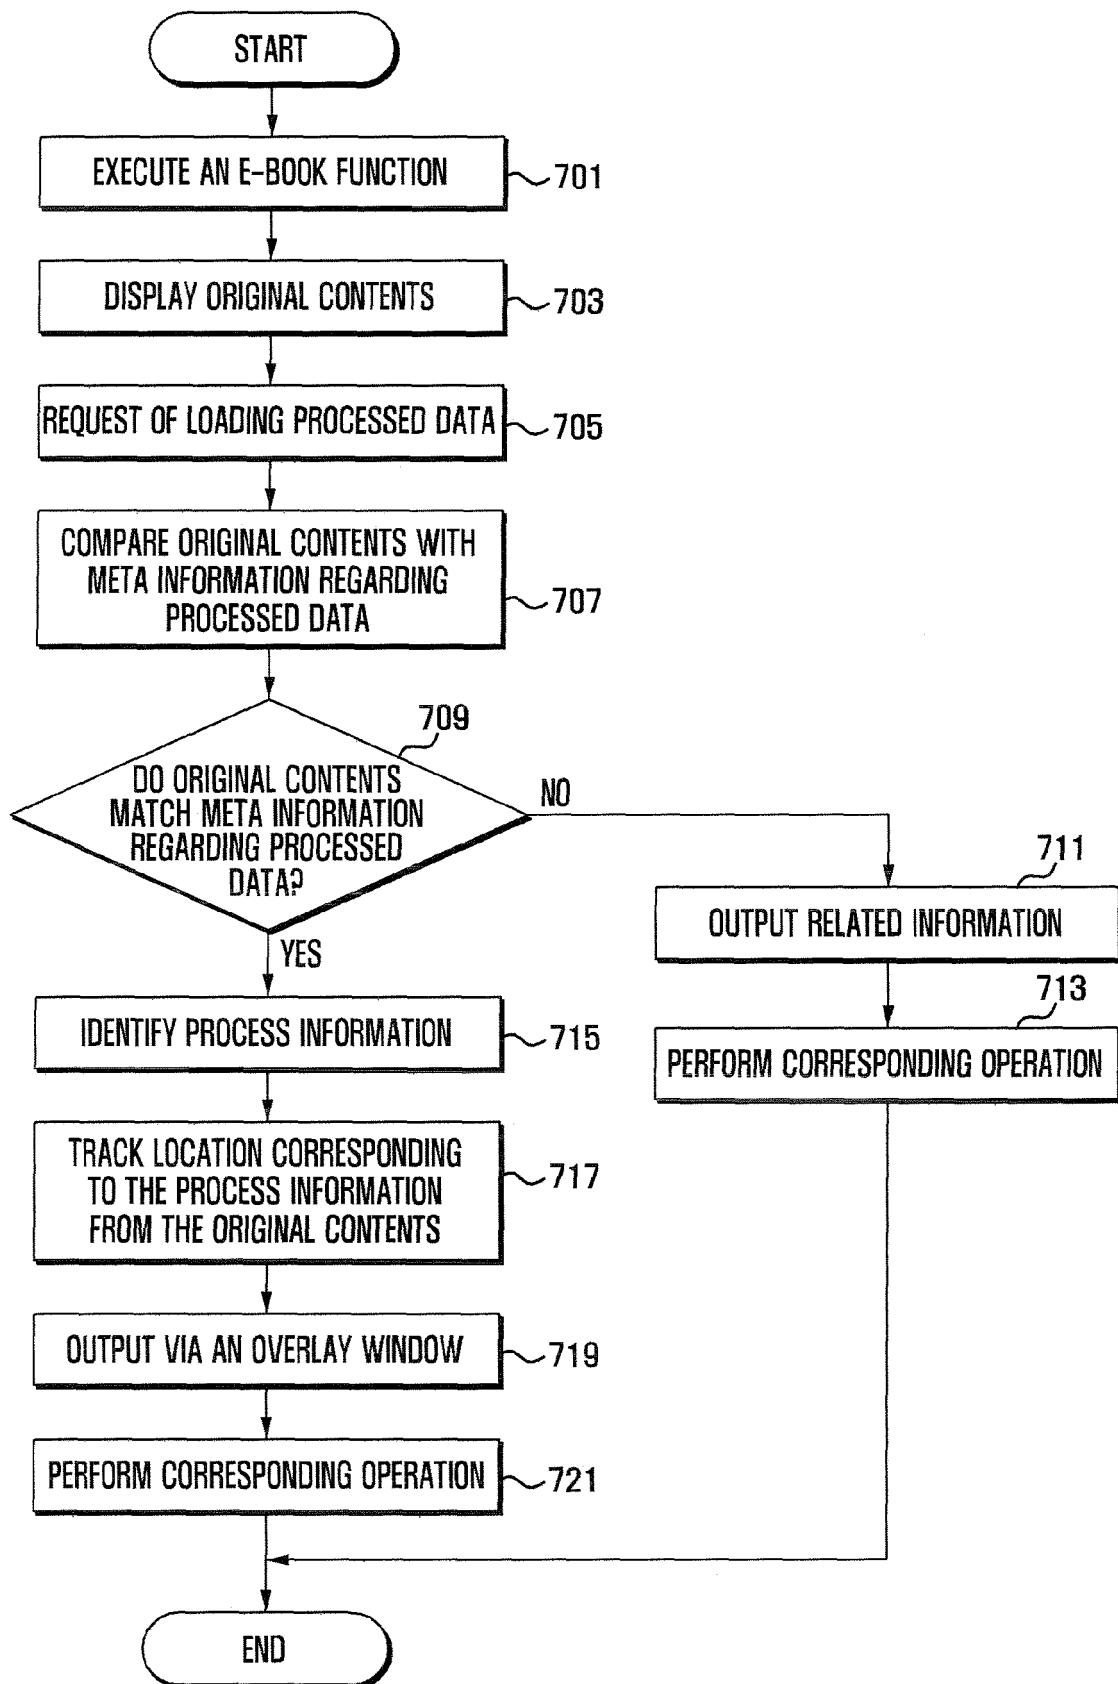 START
EXECUTE AN E-BOOK FUNCTION
701
DISPLAY ORIGINAL CONTENTS
703
REQUEST OF LOADING PROCESSED DATA
705
COMPARE ORIGINAL CONTENTS WITH
META INFORMATION REGARDING
PROCESSED DATA
707
709
DO ORIGINAL CONTENTS
MATCH META INFORMATION
REGARDING PROCESSED
DATA?
NO
YES
711
OUTPUT RELATED INFORMATION
713
PERFORM CORRESPONDING OPERATION
IDENTIFY PROCESS INFORMATION
715
TRACK LOCATION CORRESPONDING
TO THE PROCESS INFORMATION
FROM THE ORIGINAL CONTENTS
717
OUTPUT VIA AN OVERLAY WINDOW
719
PERFORM CORRESPONDING OPERATION
721
END